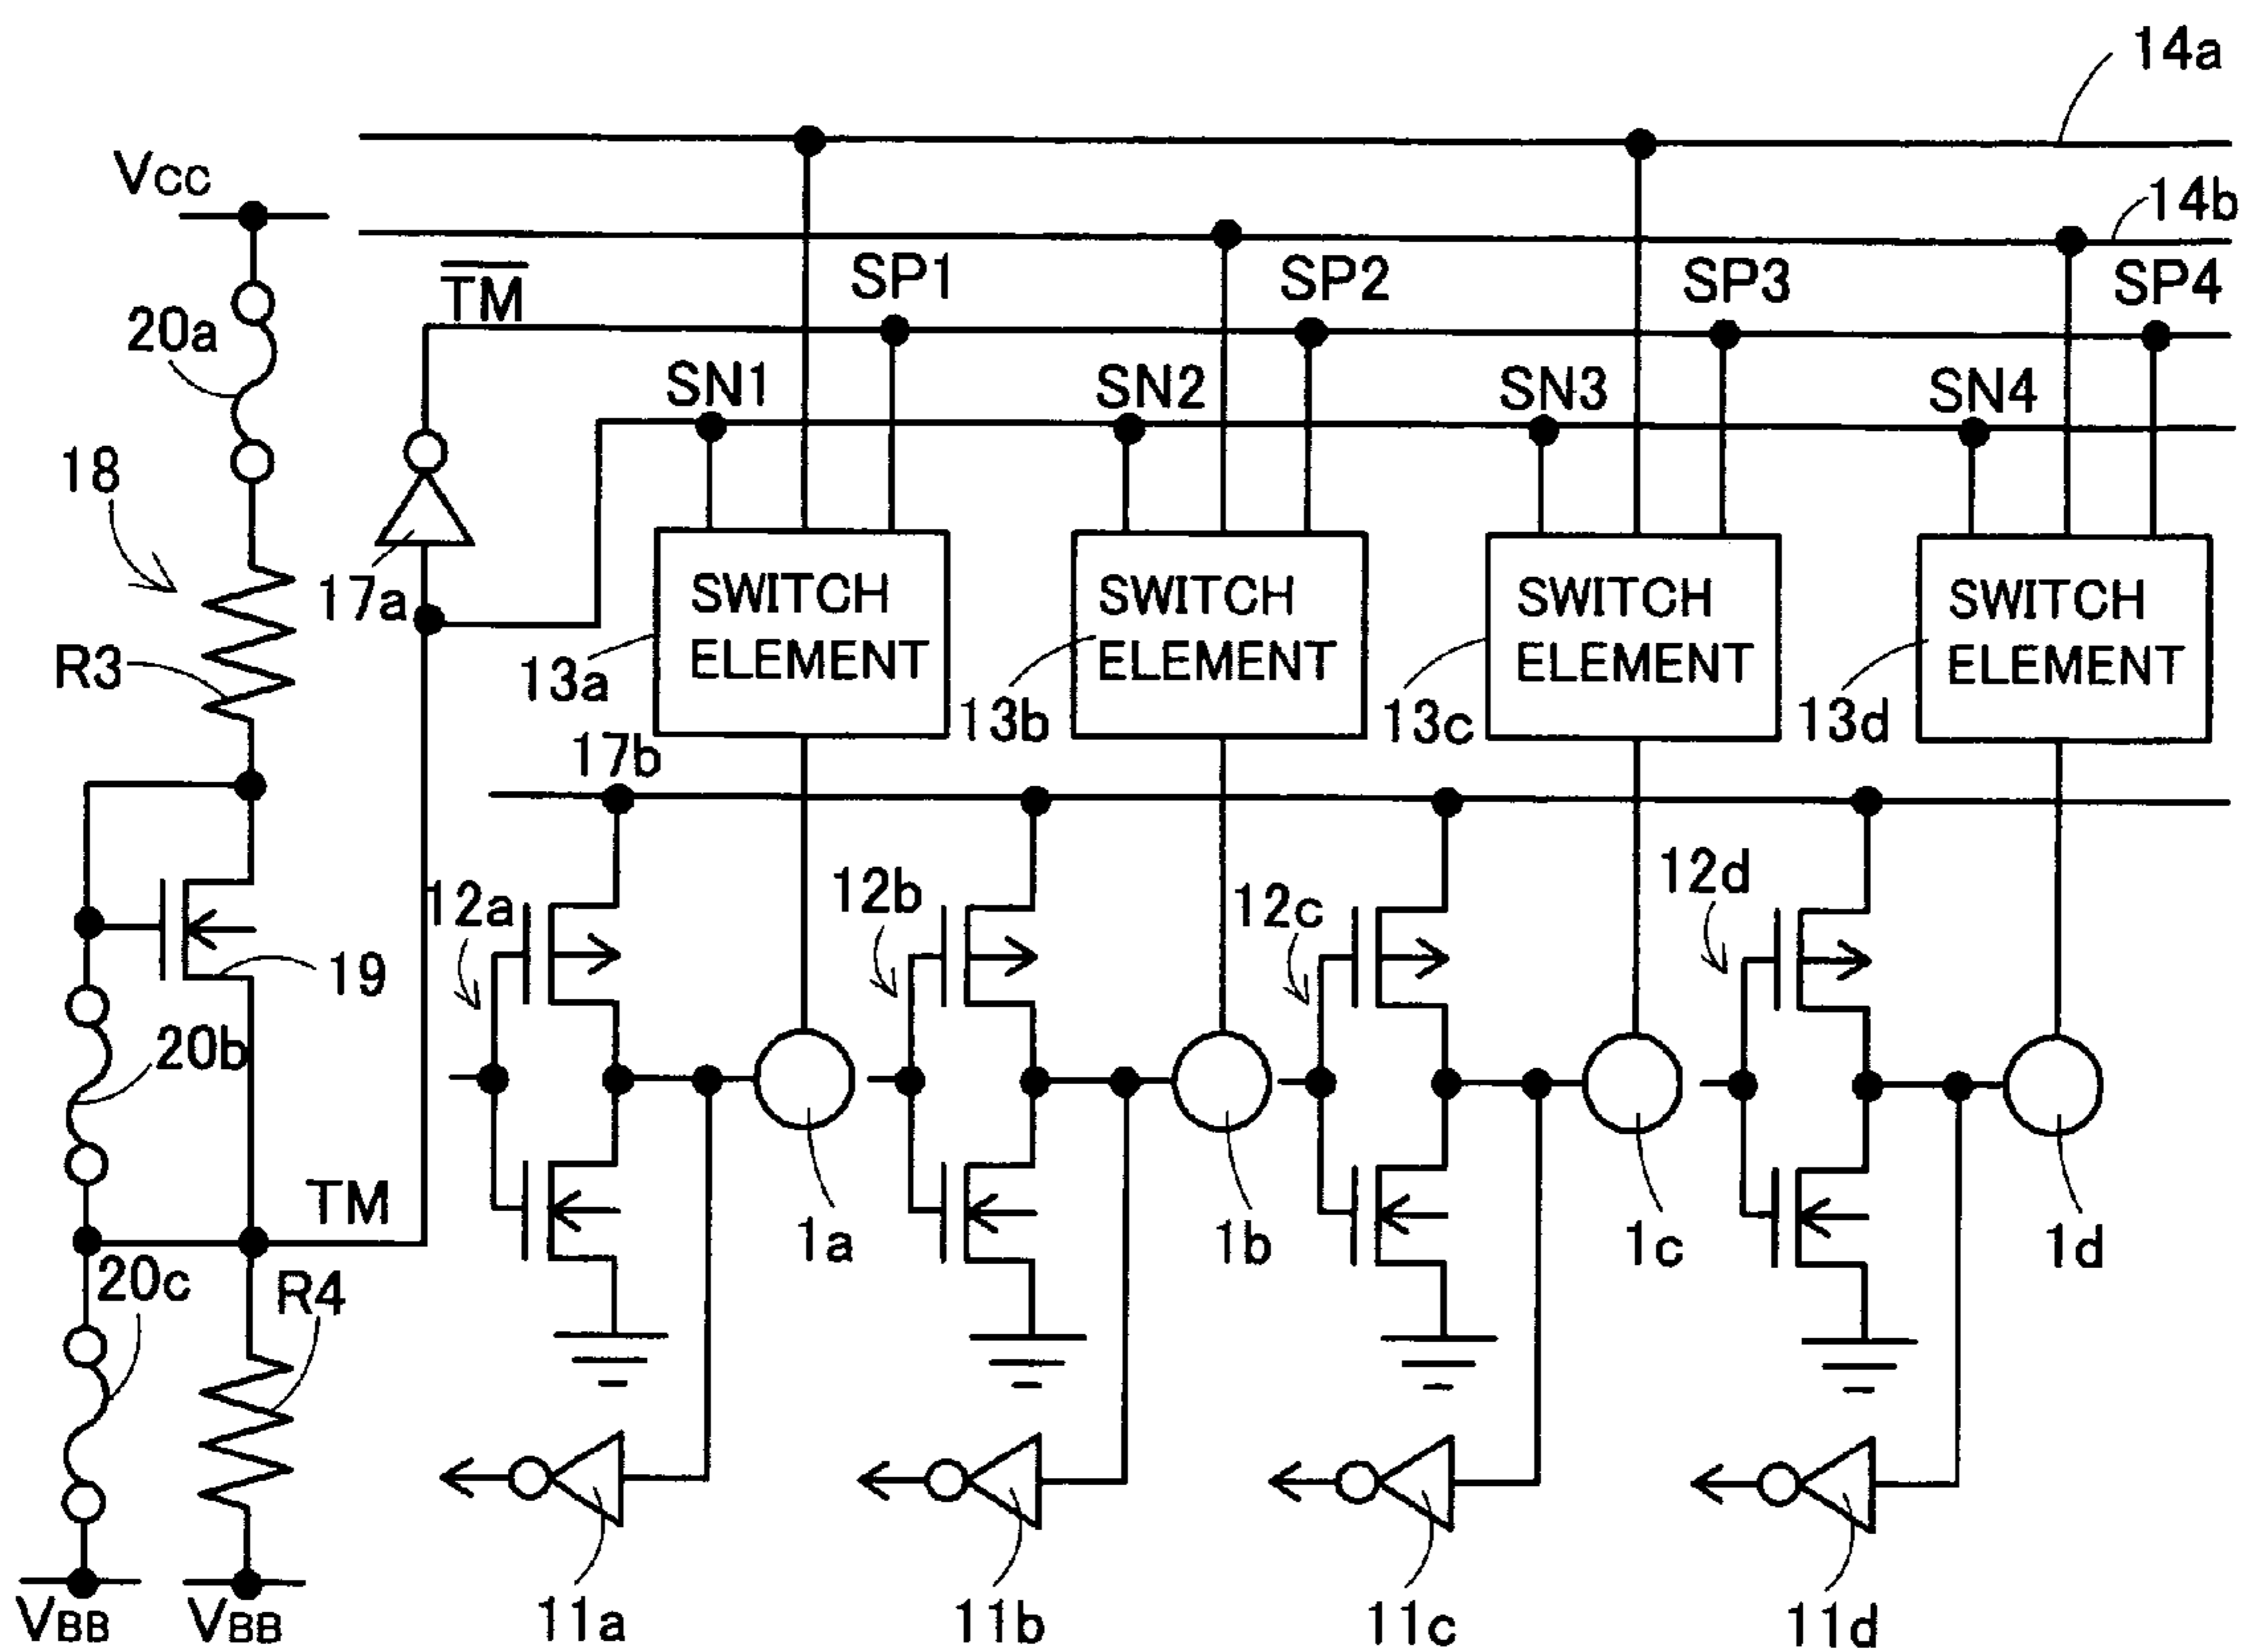 14a
VCC
14b
TM
SP1
SP2
SP3
SP4
20a
SN1
SN2
SN3
SN4
18
17a
R3
SWITCH
ELEMENT
SWITCH
ELEMENT
SWITCH
ELEMENT
SWITCH
ELEMENT
13a
13b
13c
13d
17b
12a
12b
12c
12d
19
20b
TM
1a
1b
1c
1d
20c
R4
VBB
VBB
11a
11b
11c
11d